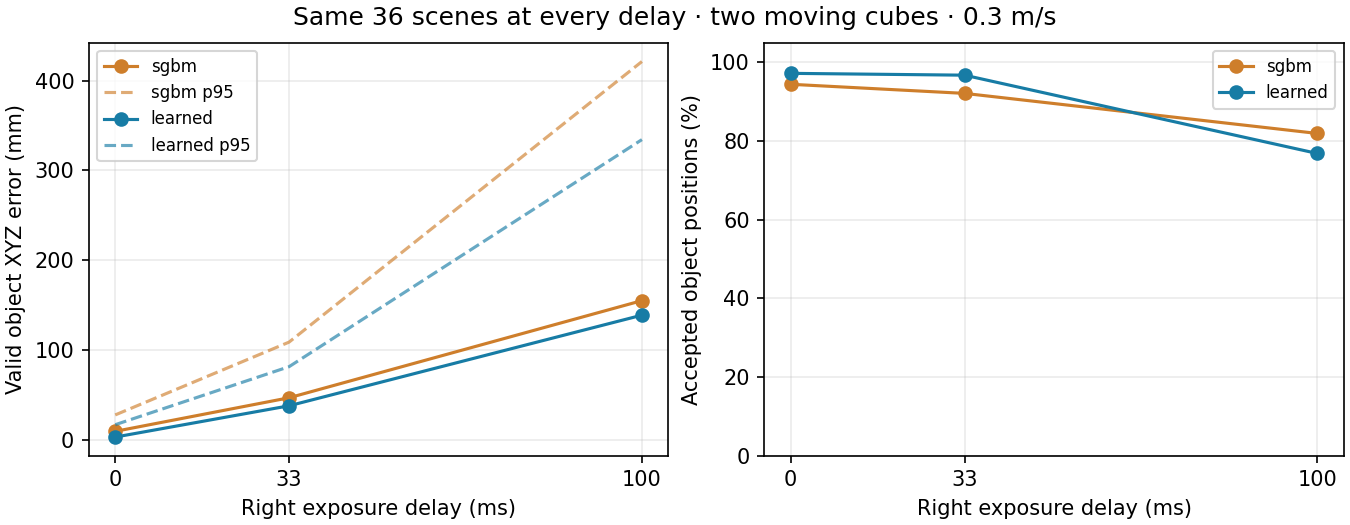 Same 36 scenes at every delay · two moving cubes · 0.3 m/s
Valid object XYZ error (mm)
400
300
200
100
0
sgbm
sgbm p95
learned
learned p95
0
33
100
Right exposure delay (ms)
Accepted object positions (%)
100
80
60
40
20
0
sgbm
learned
0
33
100
Right exposure delay (ms)